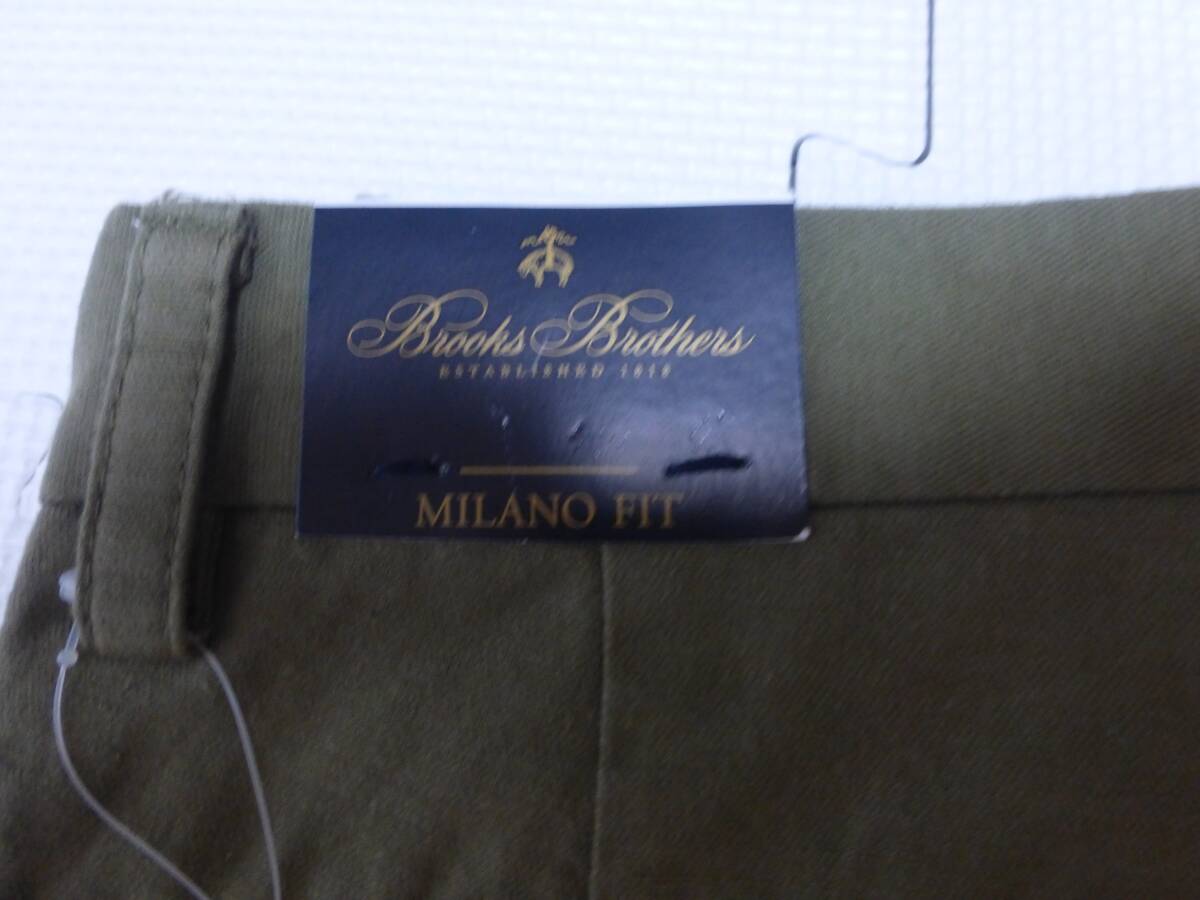 Brooks Brothers
ESTABLISHED 1818
MILANO FIT